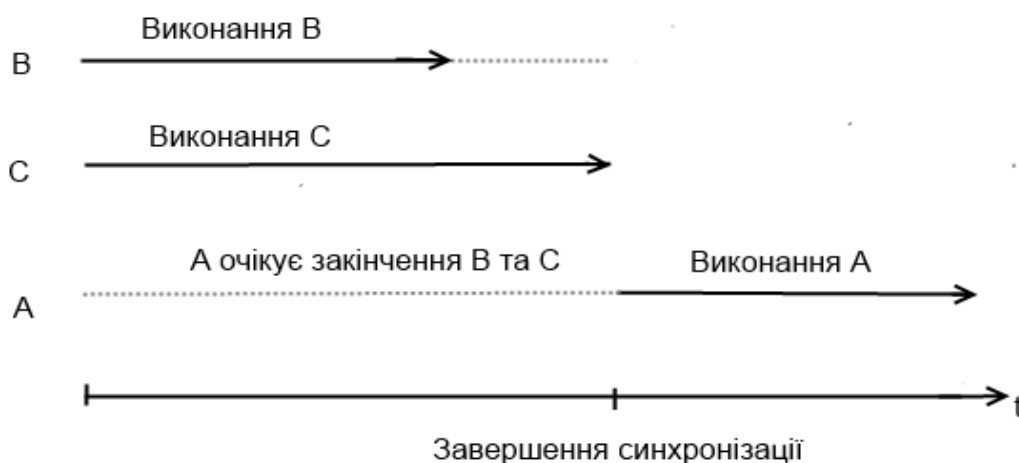 Виконання В
В
Виконання С
С
А очікує закінчення В та С
Виконання А
А
t
Завершення синхронізації